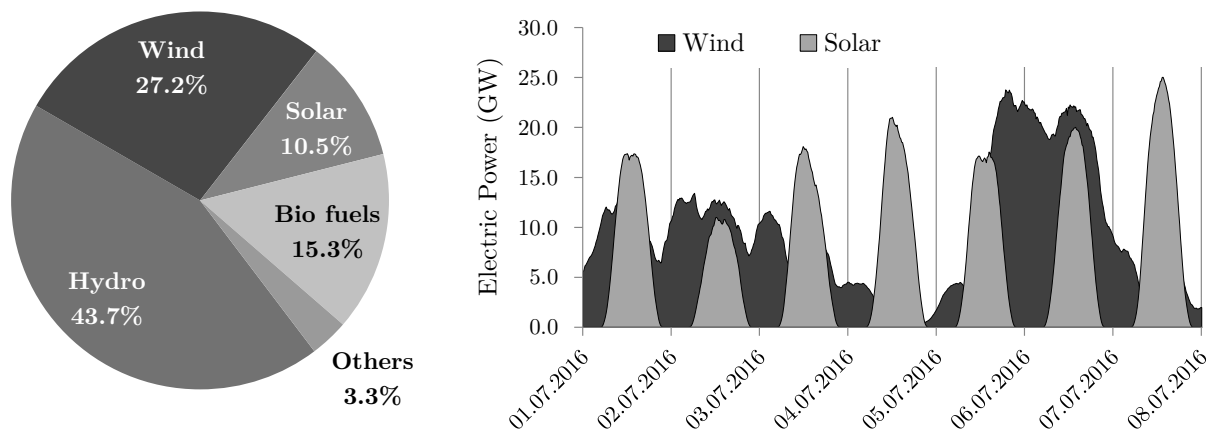 Wind
27.2%
Solar
10.5%
Bio fuels
15.3%
Hydro
43.7%
Others
3.3%
Electric Power (GW)
30.0
25.0
20.0
15.0
10.0
5.0
0.0
Wind
Solar
01.07.2016
02.07.2016
03.07.2016
04.07.2016
05.07.2016
06.07.2016
07.07.2016
08.07.2016